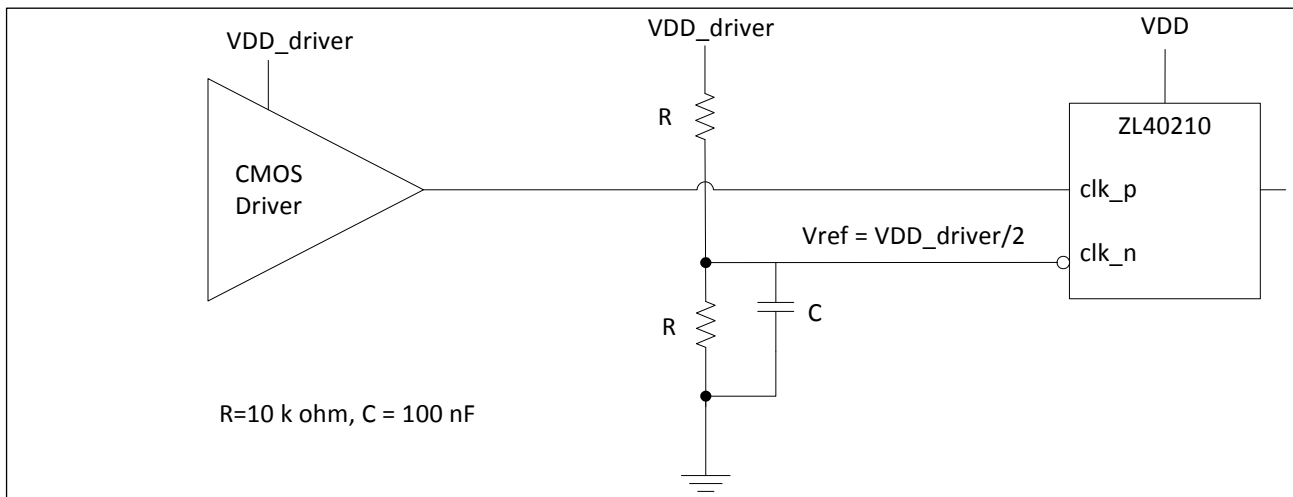 VDD_driver
VDD_driver
VDD
R
ZL40210
CMOS
Driver
clk_p
Vref = VDD_driver/2
clk_n
R
C
R=10 k ohm, C = 100 nF